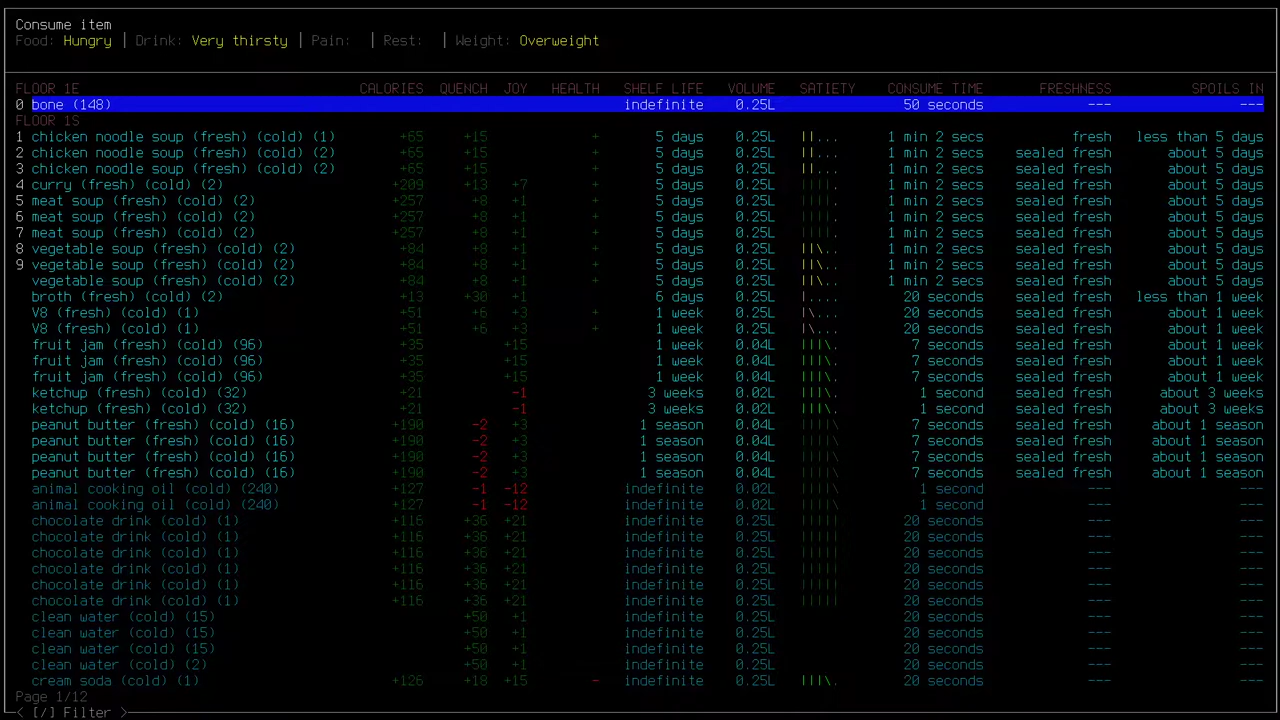 Consume item
Food: Hungry | Drink: Very thirsty | Pain: | Rest: | Weight: Overweight
FLOOR 1E CALORIES QUENCH JOY HEALTH SHELF LIFE VOLUME SATIETY CONSUME TIME FRESHNESS SPOILS IN
0 bone (148) indefinite 0.25L 50 seconds --- ---
FLOOR 1S
1 chicken noodle soup (fresh) (cold) (1) +65 +15 + 5 days 0.25L ||... 1 min 2 secs fresh less than 5 days
2 chicken noodle soup (fresh) (cold) (2) +65 +15 + 5 days 0.25L ||... 1 min 2 secs sealed fresh about 5 days
3 chicken noodle soup (fresh) (cold) (2) +65 +15 + 5 days 0.25L ||... 1 min 2 secs sealed fresh about 5 days
4 curry (fresh) (cold) (2) +209 +13 +7 + 5 days 0.25L ||||. 1 min 2 secs sealed fresh about 5 days
5 meat soup (fresh) (cold) (2) +257 +8 +1 + 5 days 0.25L ||||. 1 min 2 secs sealed fresh about 5 days
6 meat soup (fresh) (cold) (2) +257 +8 +1 + 5 days 0.25L ||||. 1 min 2 secs sealed fresh about 5 days
7 meat soup (fresh) (cold) (2) +257 +8 +1 + 5 days 0.25L ||||. 1 min 2 secs sealed fresh about 5 days
8 vegetable soup (fresh) (cold) (2) +84 +8 +1 + 5 days 0.25L ||\.. 1 min 2 secs sealed fresh about 5 days
9 vegetable soup (fresh) (cold) (2) +84 +8 +1 + 5 days 0.25L ||\.. 1 min 2 secs sealed fresh about 5 days
vegetable soup (fresh) (cold) (2) +84 +8 +1 + 5 days 0.25L ||\.. 1 min 2 secs sealed fresh about 5 days
broth (fresh) (cold) (2) +13 +30 +1 + 6 days 0.25L |.... 20 seconds sealed fresh less than 1 week
V8 (fresh) (cold) (1) +51 +6 +3 + 1 week 0.25L |\... 20 seconds sealed fresh about 1 week
V8 (fresh) (cold) (1) +51 +6 +3 + 1 week 0.25L |\... 20 seconds sealed fresh about 1 week
fruit jam (fresh) (cold) (96) +35 +15 1 week 0.04L |||\. 7 seconds sealed fresh about 1 week
fruit jam (fresh) (cold) (96) +35 +15 1 week 0.04L |||\. 7 seconds sealed fresh about 1 week
fruit jam (fresh) (cold) (96) +35 +15 1 week 0.04L |||\. 7 seconds sealed fresh about 1 week
ketchup (fresh) (cold) (32) +21 -1 3 weeks 0.02L |||\. 1 second sealed fresh about 3 weeks
ketchup (fresh) (cold) (32) +21 -1 3 weeks 0.02L |||\. 1 second sealed fresh about 3 weeks
peanut butter (fresh) (cold) (16) +190 -2 +3 1 season 0.04L ||||\ 7 seconds sealed fresh about 1 season
peanut butter (fresh) (cold) (16) +190 -2 +3 1 season 0.04L ||||\ 7 seconds sealed fresh about 1 season
peanut butter (fresh) (cold) (16) +190 -2 +3 1 season 0.04L ||||\ 7 seconds sealed fresh about 1 season
peanut butter (fresh) (cold) (16) +190 -2 +3 1 season 0.04L ||||\ 7 seconds sealed fresh about 1 season
animal cooking oil (cold) (240) +127 -1 -12 indefinite 0.02L ||||\ 1 second --- ---
animal cooking oil (cold) (240) +127 -1 -12 indefinite 0.02L ||||\ 1 second --- ---
chocolate drink (cold) (1) +116 +36 +21 indefinite 0.25L ||||| 20 seconds --- ---
chocolate drink (cold) (1) +116 +36 +21 indefinite 0.25L ||||| 20 seconds --- ---
chocolate drink (cold) (1) +116 +36 +21 indefinite 0.25L ||||| 20 seconds --- ---
chocolate drink (cold) (1) +116 +36 +21 indefinite 0.25L ||||| 20 seconds --- ---
chocolate drink (cold) (1) +116 +36 +21 indefinite 0.25L ||||| 20 seconds --- ---
chocolate drink (cold) (1) +116 +36 +21 indefinite 0.25L ||||| 20 seconds --- ---
clean water (cold) (15) +50 +1 indefinite 0.25L 20 seconds --- ---
clean water (cold) (15) +50 +1 indefinite 0.25L 20 seconds --- ---
clean water (cold) (15) +50 +1 indefinite 0.25L 20 seconds --- ---
clean water (cold) (2) +50 +1 indefinite 0.25L 20 seconds --- ---
cream soda (cold) (1) +126 +18 +15 - indefinite 0.25L |||\. 20 seconds --- ---
Page 1/12
< [/] Filter >